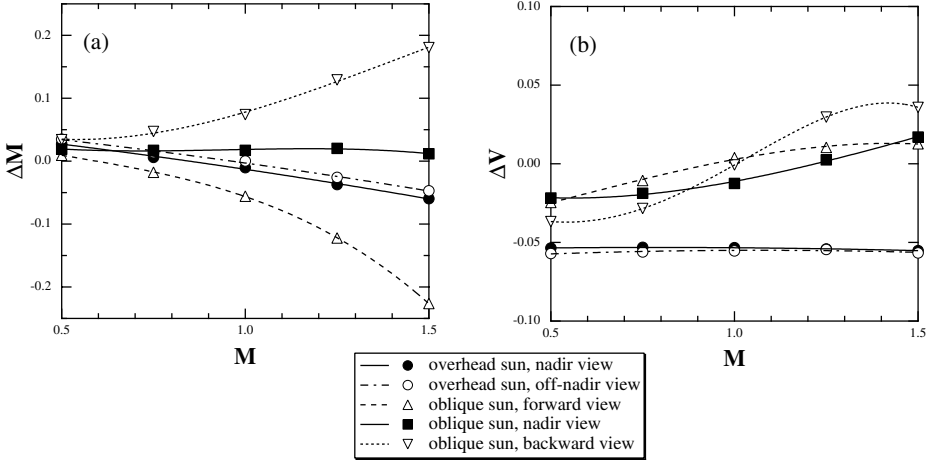 (a)
0.2
0.1
0.0
-0.1
-0.2
ΔM
0.5
1.0
1.5
M
(b)
0.10
0.05
0.00
-0.05
-0.10
ΔV
0.5
1.0
1.5
M
overhead sun, nadir view
overhead sun, off-nadir view
oblique sun, forward view
oblique sun, nadir view
oblique sun, backward view